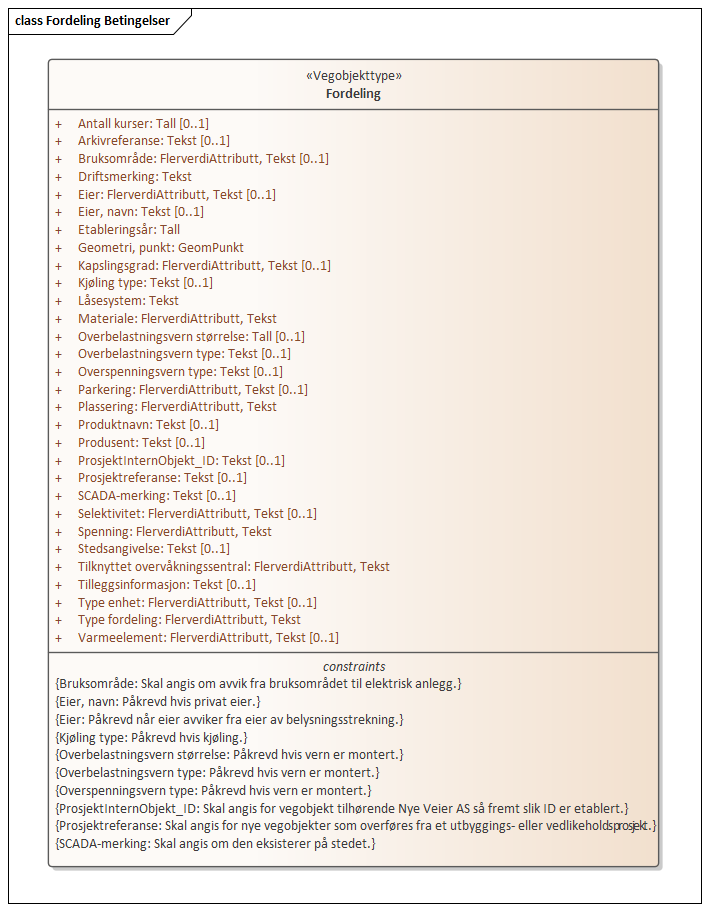 class Fordeling Betingelser
«Vegobjekttype»
Fordeling
+ Antall kurser: Tall [0..1]
+ Arkivreferanse: Tekst [0..1]
+ Bruksområde: FlerverdiAttributt, Tekst [0..1]
+ Driftsmerking: Tekst
+ Eier: FlerverdiAttributt, Tekst [0..1]
+ Eier, navn: Tekst [0..1]
+ Etableringsår: Tall
+ Geometri, punkt: GeomPunkt
+ Kapslingsgrad: FlerverdiAttributt, Tekst [0..1]
+ Kjøling type: Tekst [0..1]
+ Låsesystem: Tekst
+ Materiale: FlerverdiAttributt, Tekst
+ Overbelastningsvern størrelse: Tall [0..1]
+ Overbelastningsvern type: Tekst [0..1]
+ Overspenningsvern type: Tekst [0..1]
+ Parkering: FlerverdiAttributt, Tekst [0..1]
+ Plassering: FlerverdiAttributt, Tekst
+ Produktnavn: Tekst [0..1]
+ Produsent: Tekst [0..1]
+ ProsjektInternObjekt_ID: Tekst [0..1]
+ Prosjektreferanse: Tekst [0..1]
+ SCADA-merking: Tekst [0..1]
+ Selektivitet: FlerverdiAttributt, Tekst [0..1]
+ Spenning: FlerverdiAttributt, Tekst
+ Stedsangivelse: Tekst [0..1]
+ Tilknyttet overvåkningssentral: FlerverdiAttributt, Tekst
+ Tilleggsinformasjon: Tekst [0..1]
+ Type enhet: FlerverdiAttributt, Tekst [0..1]
+ Type fordeling: FlerverdiAttributt, Tekst
+ Varmeelement: FlerverdiAttributt, Tekst [0..1]
constraints
{Bruksområde: Skal angis om avvik fra bruksområdet til elektrisk anlegg.}
{Eier, navn: Påkrevd hvis privat eier.}
{Eier: Påkrevd når eier avviker fra eier av belysningsstrekning.}
{Kjøling type: Påkrevd hvis kjøling.}
{Overbelastningsvern størrelse: Påkrevd hvis vern er montert.}
{Overbelastningsvern type: Påkrevd hvis vern er montert.}
{Overspenningsvern type: Påkrevd hvis vern er montert.}
{ProsjektInternObjekt_ID: Skal angis for vegobjekt tilhørende Nye Veier AS så fremt slik ID er etablert.}
{Prosjektreferanse: Skal angis for nye vegobjekter som overføres fra et utbyggings- eller vedlikeholdsprosjekt.}
{SCADA-merking: Skal angis om den eksisterer på stedet.}